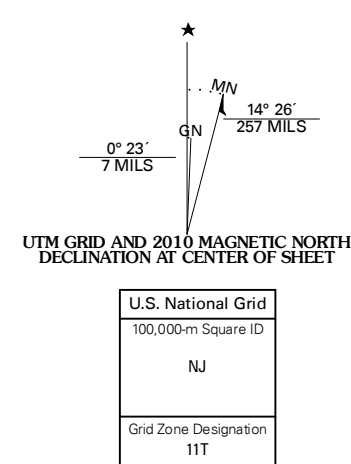 MN
14° 26´
257 MILS
GN
0° 23´
7 MILS
UTM GRID AND 2010 MAGNETIC NORTH
DECLINATION AT CENTER OF SHEET
U.S. National Grid
100,000-m Square ID
NJ
Grid Zone Designation
11T